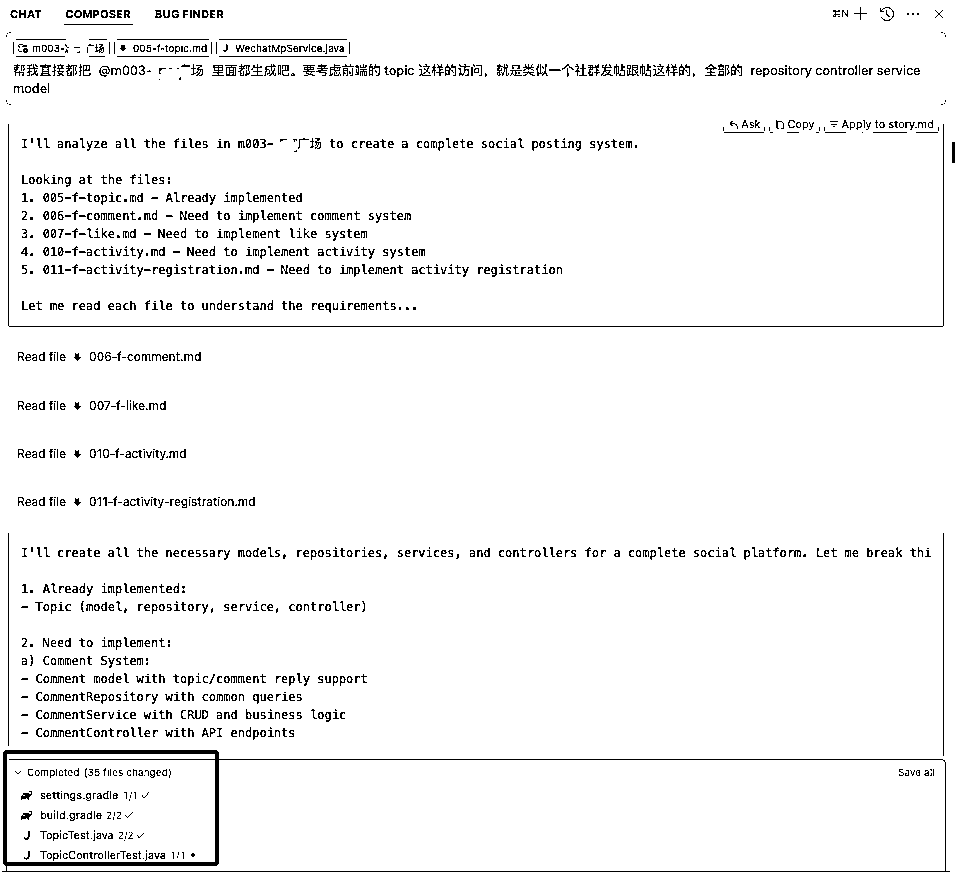 CHAT COMPOSER BUG FINDER ⌘N
m003- 广场 005-f-topic.md WechatMpService.java
帮我直接都把 @m003- 广场 里面都生成吧。要考虑前端的 topic 这样的访问，就是类似一个社群发帖跟帖这样的，全部的 repository controller service
model
Ask Copy Apply to story.md
I'll analyze all the files in m003- 广场 to create a complete social posting system.
Looking at the files:
1. 005-f-topic.md - Already implemented
2. 006-f-comment.md - Need to implement comment system
3. 007-f-like.md - Need to implement like system
4. 010-f-activity.md - Need to implement activity system
5. 011-f-activity-registration.md - Need to implement activity registration
Let me read each file to understand the requirements...
Read file 006-f-comment.md
Read file 007-f-like.md
Read file 010-f-activity.md
Read file 011-f-activity-registration.md
I'll create all the necessary models, repositories, services, and controllers for a complete social platform. Let me break thi
1. Already implemented:
- Topic (model, repository, service, controller)
2. Need to implement:
a) Comment System:
- Comment model with topic/comment reply support
- CommentRepository with common queries
- CommentService with CRUD and business logic
- CommentController with API endpoints
Completed (35 files changed) Save all
settings.gradle 1/1 ✓
build.gradle 2/2 ✓
J TopicTest.java 2/2 ✓
J TopicControllerTest.java 1/1 •